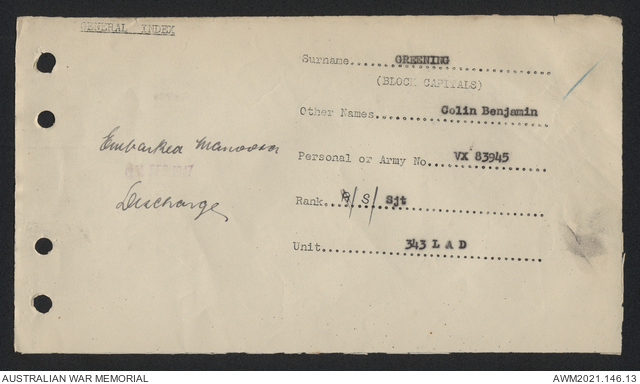 GENERAL INDEX
Surname......GREENING......
(BLOCK CAPITALS)
Other Names......Colin Benjamin......
Embarked Manoora
Personal or Army No....VX 83945......
Discharge
Rank....A/S/Sjt......
Unit......343 L A D......
AUSTRALIAN WAR MEMORIAL
AWM2021.146.13